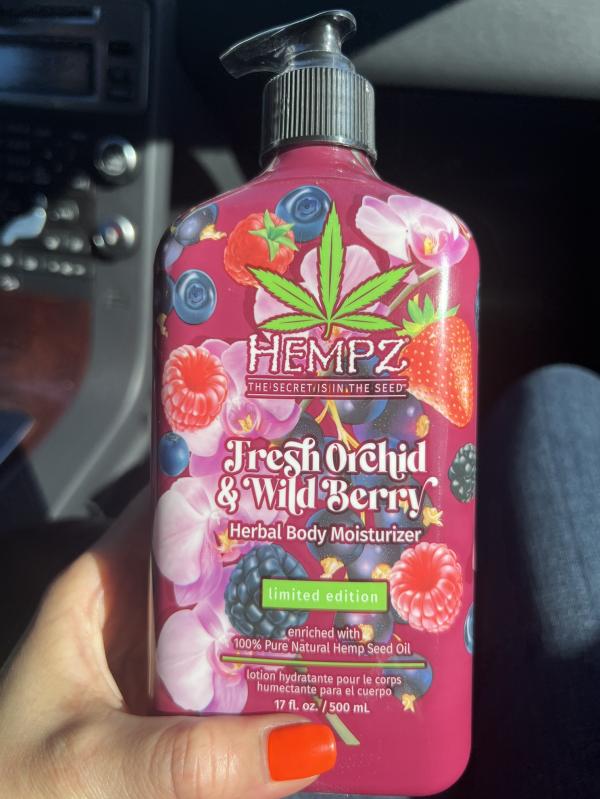 HEMPZ
THE SECRET IS IN THE SEED
Fresh Orchid
& Wild Berry
Herbal Body Moisturizer
limited edition
enriched with
100% Pure Natural Hemp Seed Oil
lotion hydratante pour le corps
humectante para el cuerpo
17 fl. oz. / 500 mL